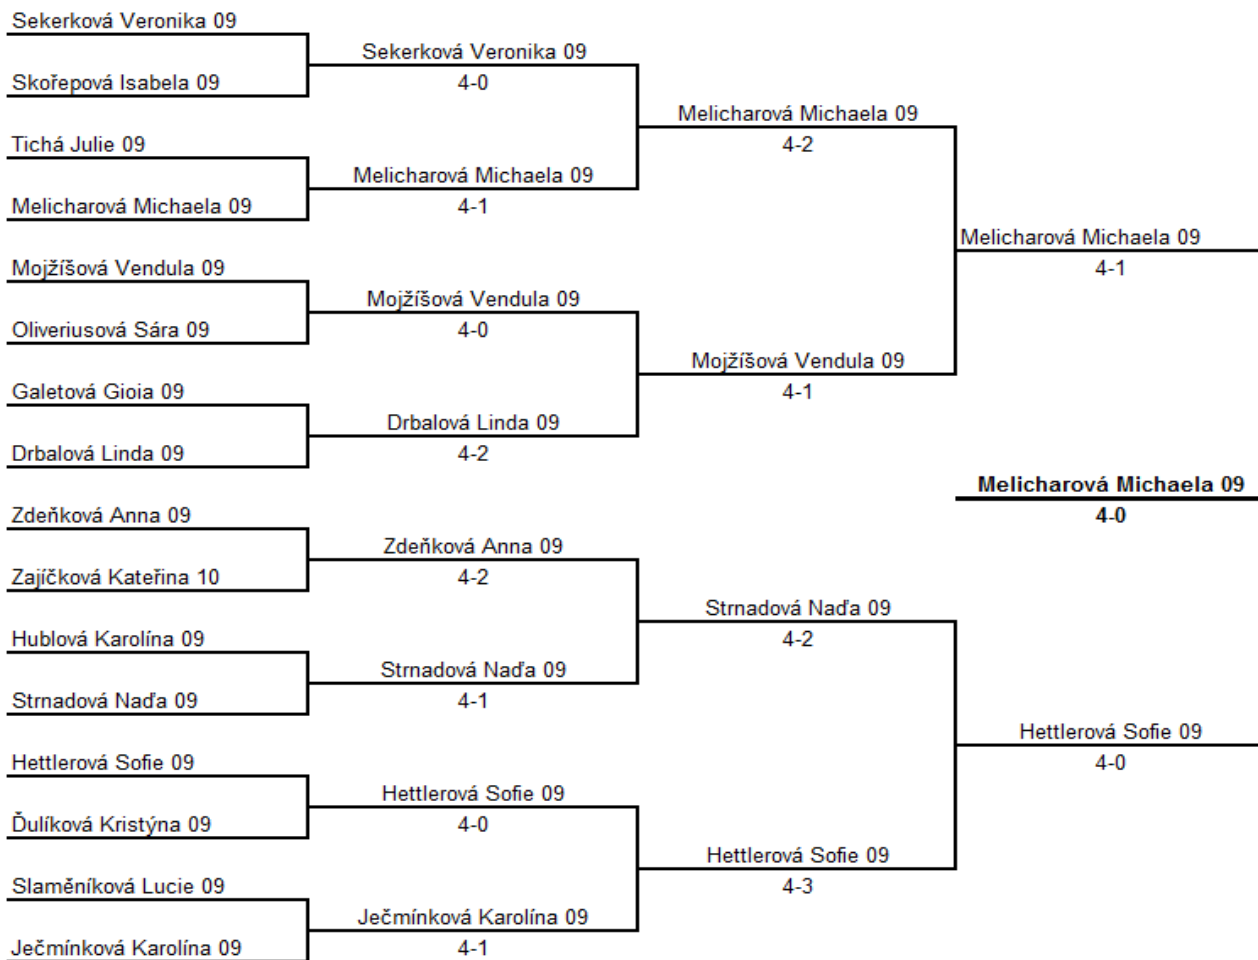 Sekerková Veronika 09
Sekerková Veronika 09
Skořepová Isabela 09
4-0
Melicharová Michaela 09
Tichá Julie 09
4-2
Melicharová Michaela 09
Melicharová Michaela 09
4-1
Melicharová Michaela 09
Mojžíšová Vendula 09
4-1
Mojžíšová Vendula 09
Oliveriusová Sára 09
4-0
Mojžíšová Vendula 09
Galetová Gioia 09
4-1
Drbalová Linda 09
Drbalová Linda 09
4-2
Melicharová Michaela 09
4-0
Zdeňková Anna 09
Zdeňková Anna 09
Zajíčková Kateřina 10
4-2
Strnadová Naďa 09
Hublová Karolína 09
4-2
Strnadová Naďa 09
Strnadová Naďa 09
4-1
Hettlerová Sofie 09
Hettlerová Sofie 09
4-0
Hettlerová Sofie 09
Ďulíková Kristýna 09
4-0
Hettlerová Sofie 09
Slaměníková Lucie 09
4-3
Ječmínková Karolína 09
Ječmínková Karolína 09
4-1